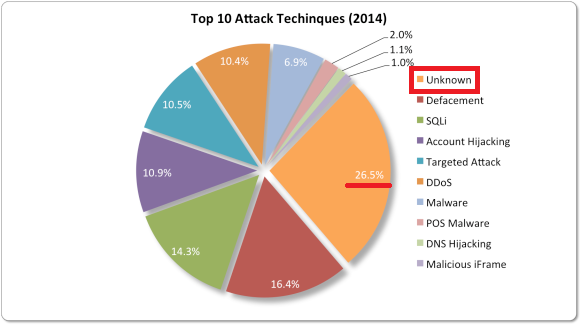 Top 10 Attack Techinques (2014)
2.0%
1.1%
1.0%
6.9%
10.4%
10.5%
10.9%
14.3%
16.4%
26.5%
Unknown
Defacement
SQLi
Account Hijacking
Targeted Attack
DDoS
Malware
POS Malware
DNS Hijacking
Malicious iFrame